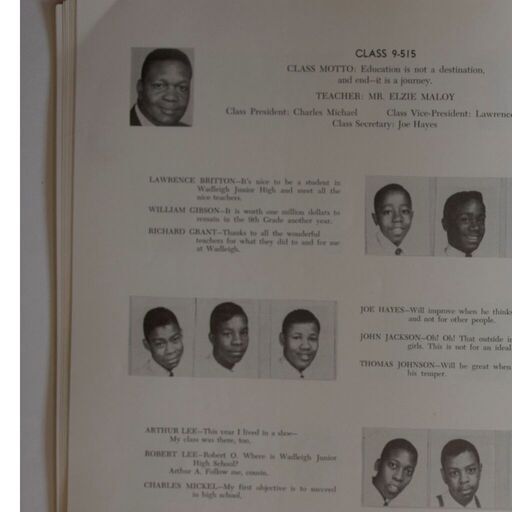 CLASS 9-515
CLASS MOTTO: Education is not a destination,
and end—it is a journey.
TEACHER: MR. ELZIE MALOY
Class President: Charles Michael Class Vice-President: Lawrence
Class Secretary: Joe Hayes
LAWRENCE BRITTON—It's nice to be a student in
Wadleigh Junior High and meet all the
nice teachers.
WILLIAM GIBSON—It is worth one million dollars to
remain in the 9th Grade another year.
RICHARD GRANT—Thanks to all the wonderful
teachers for what they did to and for me
at Wadleigh.
JOE HAYES—Will improve when he thinks
and not for other people.
JOHN JACKSON—Oh! Oh! That outside in
girls. This is not for an ideal
THOMAS JOHNSON—Will be great when
his temper.
ARTHUR LEE—This year I lived in a shoe—
My class was there, too.
ROBERT LEE—Robert O. Where is Wadleigh Junior
High School?
Arthur A. Follow me, cousin.
CHARLES MICKEL—My first objective is to succeed
in high school.